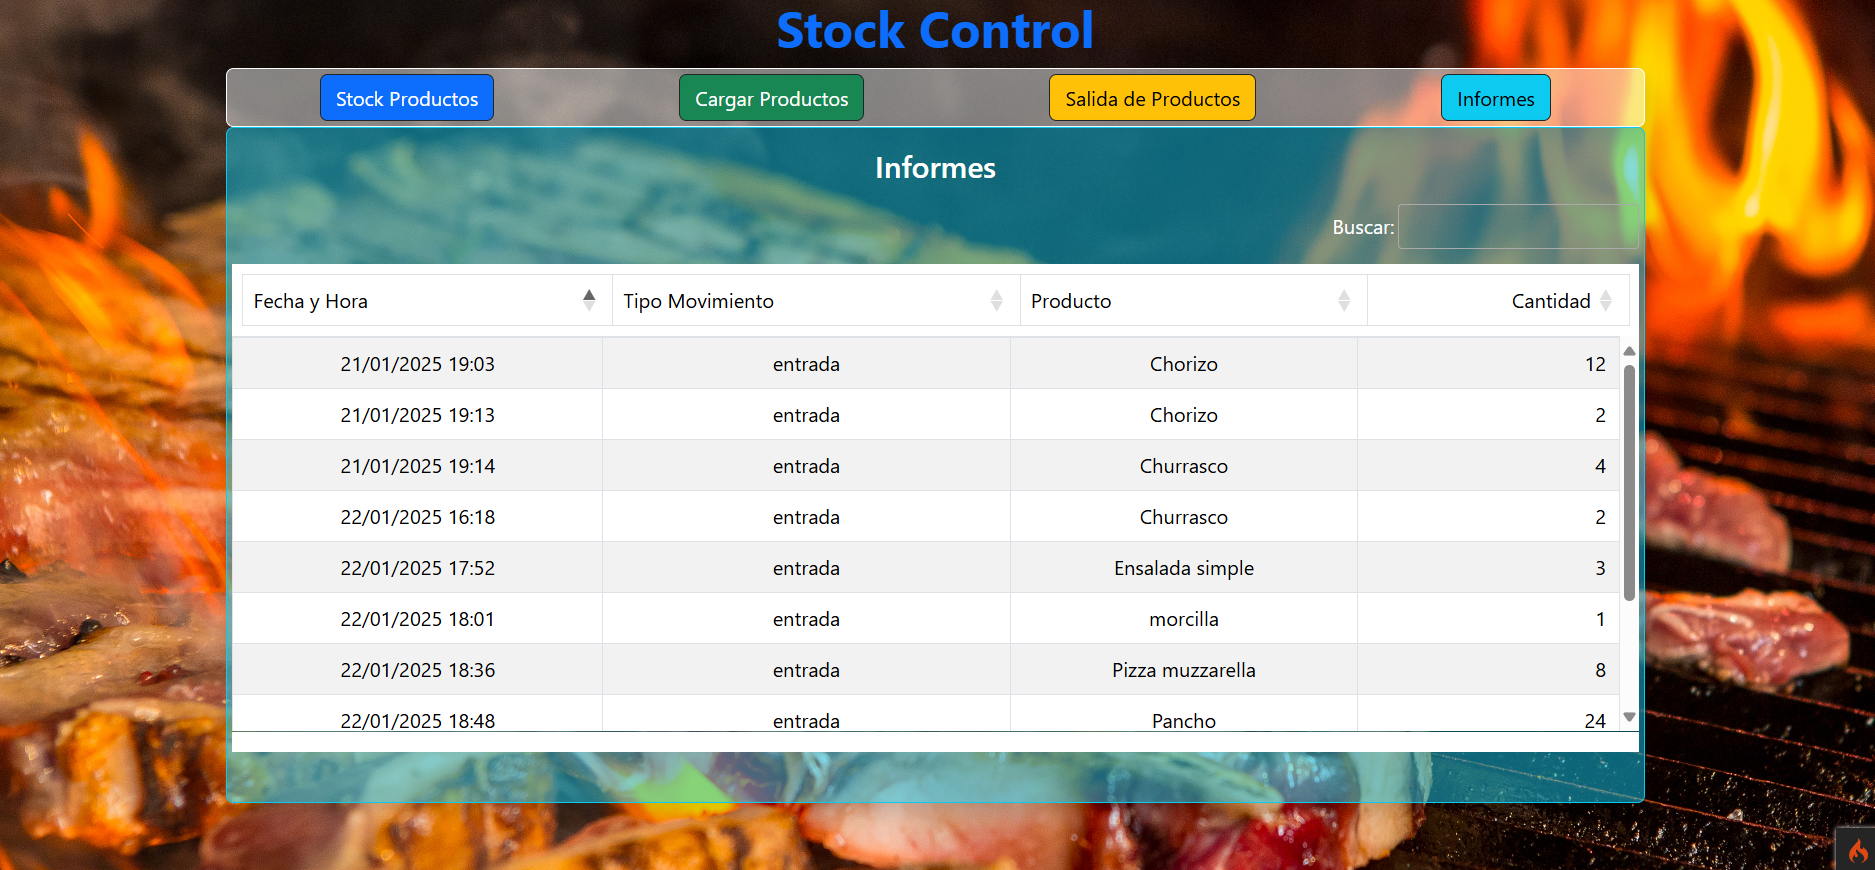 Stock Control
Stock Productos Cargar Productos Salida de Productos Informes
Informes
Buscar:
Fecha y Hora Tipo Movimiento Producto Cantidad
21/01/2025 19:03 entrada Chorizo 12
21/01/2025 19:13 entrada Chorizo 2
21/01/2025 19:14 entrada Churrasco 4
22/01/2025 16:18 entrada Churrasco 2
22/01/2025 17:52 entrada Ensalada simple 3
22/01/2025 18:01 entrada morcilla 1
22/01/2025 18:36 entrada Pizza muzzarella 8
22/01/2025 18:48 entrada Pancho 24